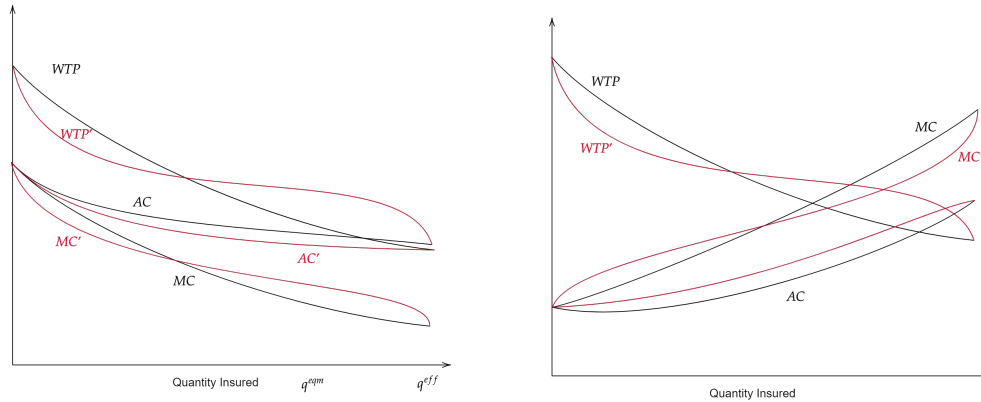 WTP
WTP′
AC
MC′
AC′
MC
Quantity Insured
q^eqm
q^eff
WTP
WTP′
MC
MC
AC
Quantity Insured